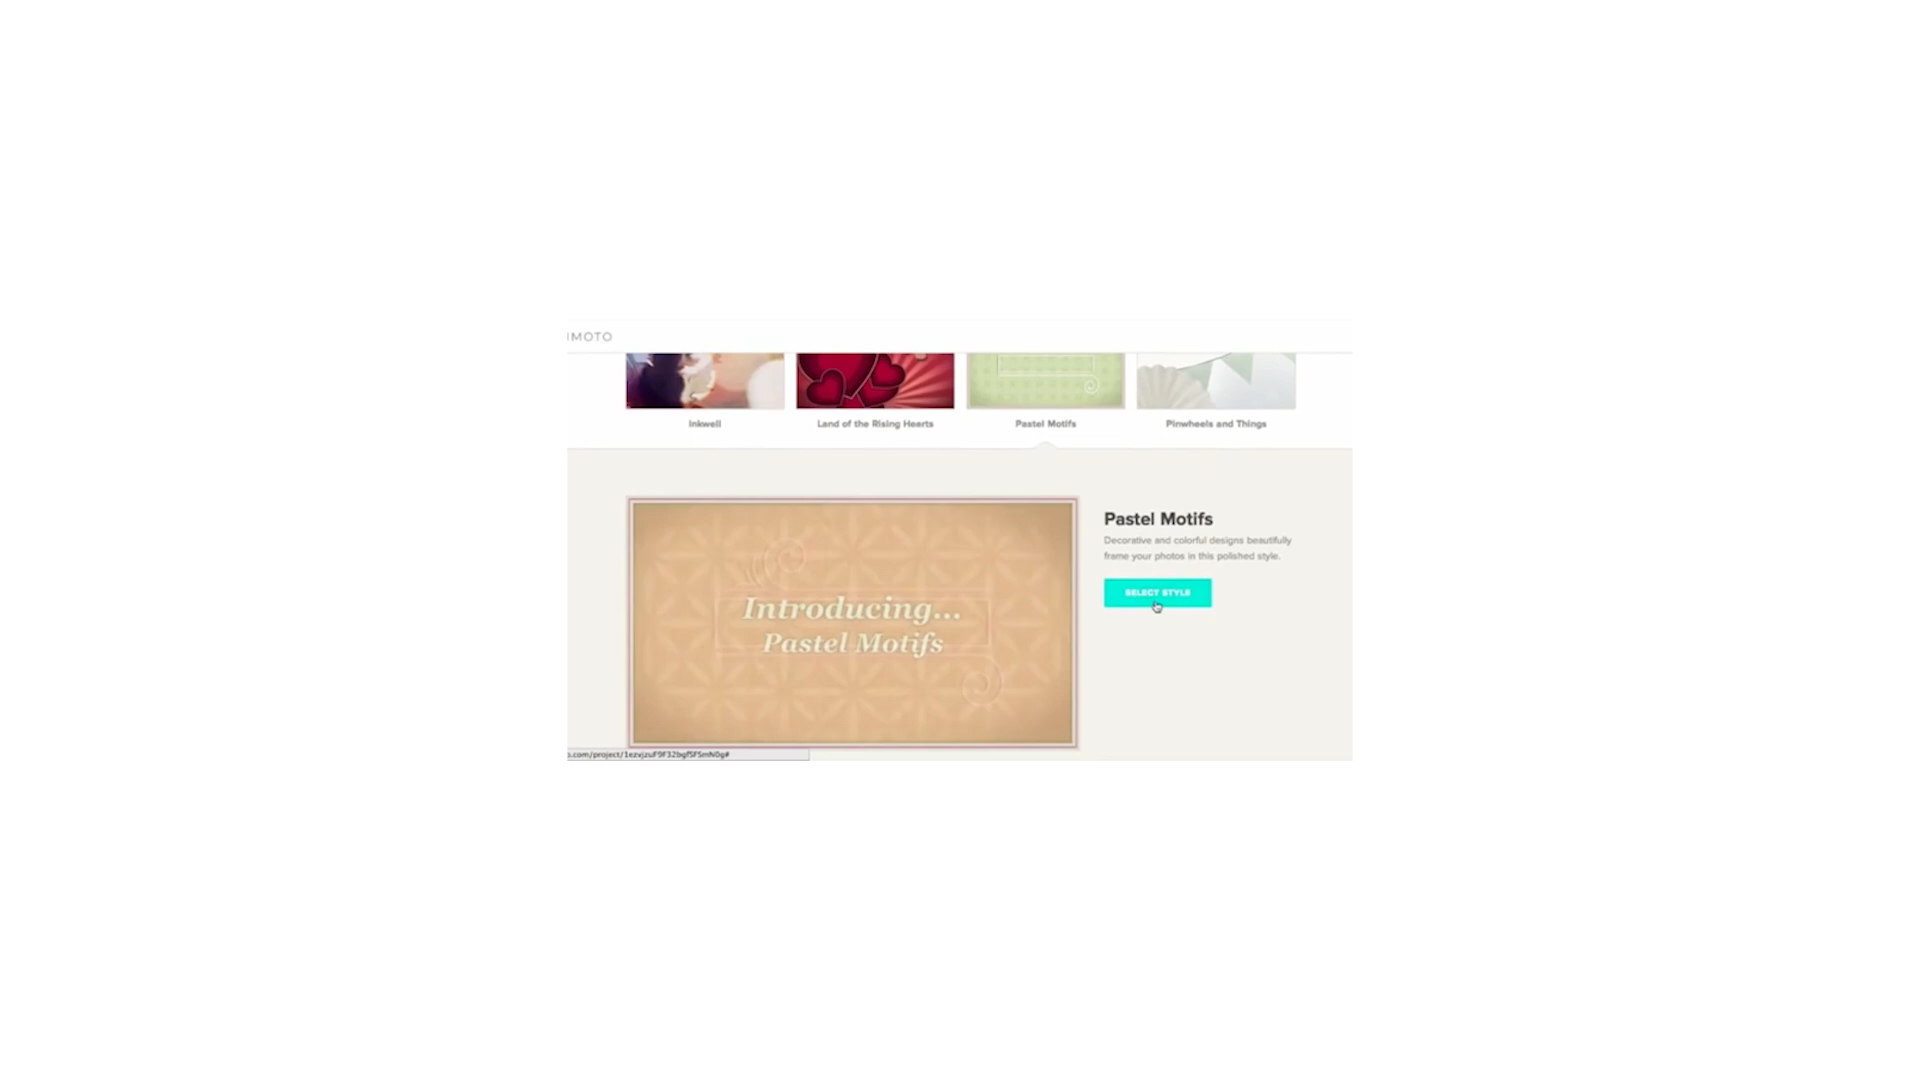 IMOTO
Inkwell
Land of the Rising Hearts
Pastel Motifs
Pinwheels and Things
Introducing...
Pastel Motifs
Pastel Motifs
Decorative and colorful designs beautifully
frame your photos in this polished style.
SELECT STYLE